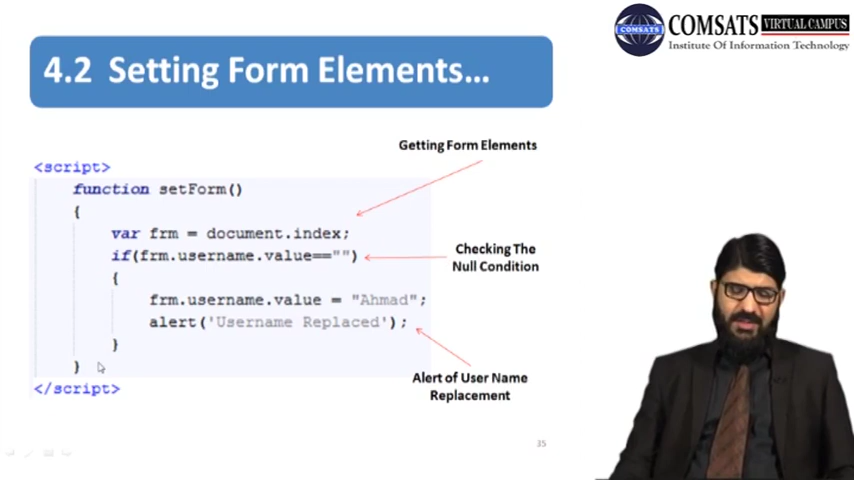 COMSATS VIRTUAL CAMPUS
Institute Of Information Technology
COMSATS
4.2 Setting Form Elements...
Getting Form Elements
<script>
function setForm()
{
var frm = document.index;
if(frm.username.value=="")
Checking The
Null Condition
{
frm.username.value = "Ahmad";
alert('Username Replaced');
}
}
</script>
Alert of User Name
Replacement
35